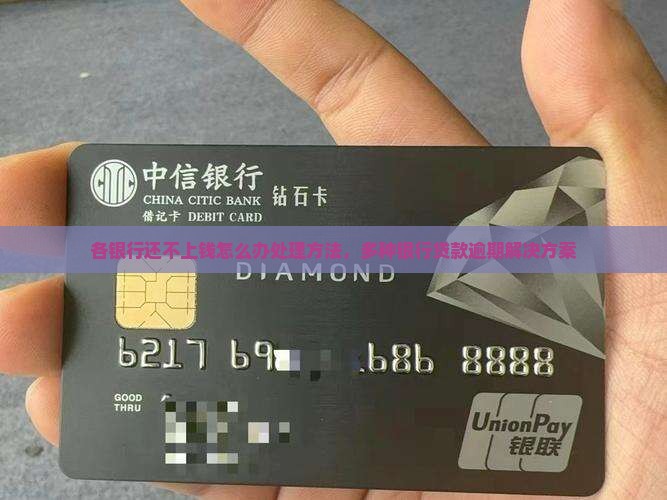 中信银行
CHINA CITIC BANK
借记卡 DEBIT CARD
钻石卡
各银行还不上钱怎么办处理方法，多种银行贷款逾期解决方案
DIAMOND
6217 69 686 8888
GOOD
THRU
UnionPay
银联